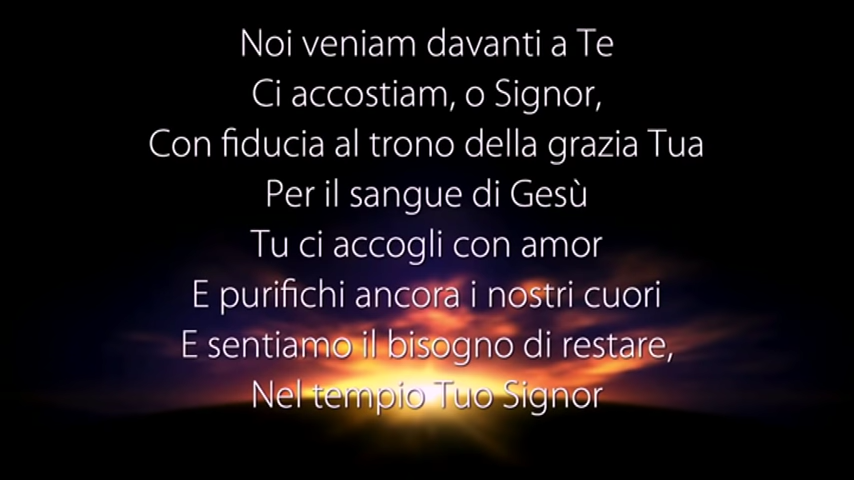 Noi veniam davanti a Te
Ci accostiam, o Signor,
Con fiducia al trono della grazia Tua
Per il sangue di Gesù
Tu ci accogli con amor
E purifichi ancora i nostri cuori
E sentiamo il bisogno di restare,
Nel tempio Tuo Signor